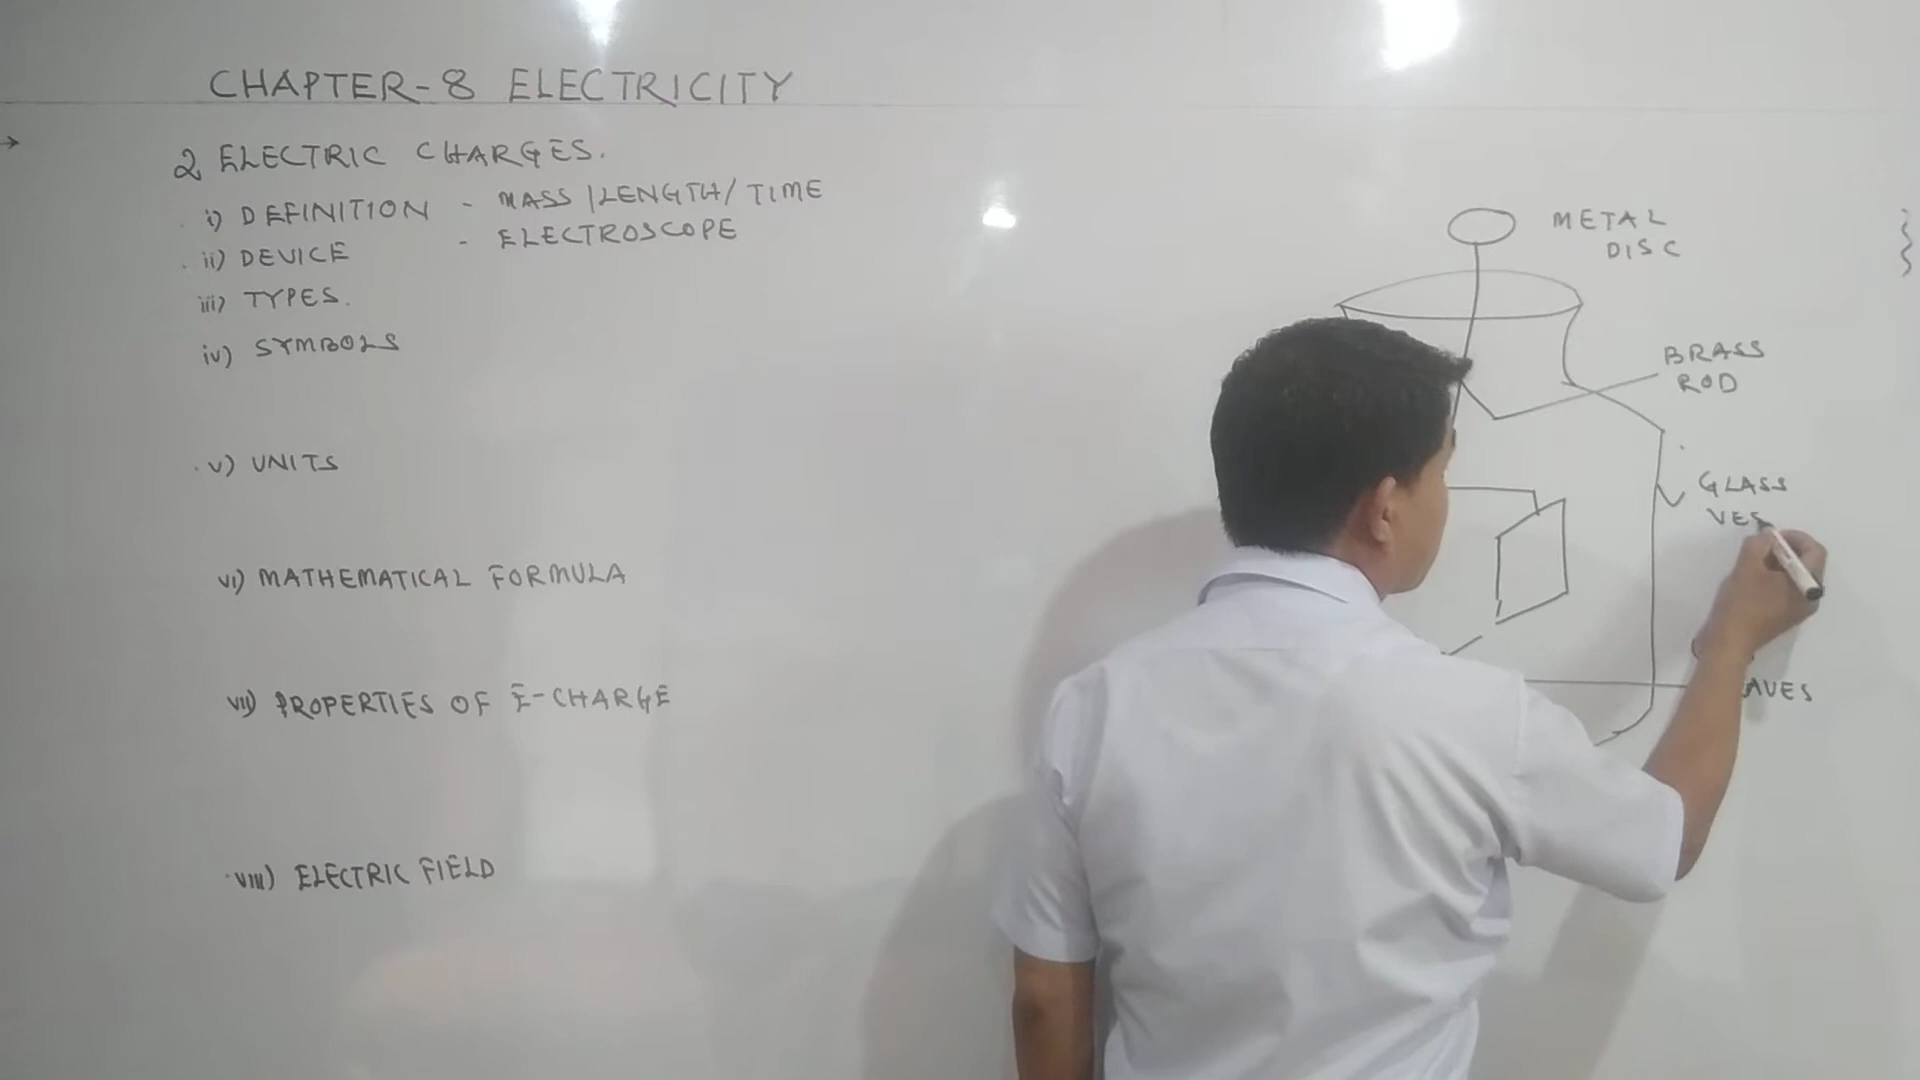 CHAPTER-8 ELECTRICITY
2 ELECTRIC CHARGES.
i) DEFINITION - MASS /LENGTH/ TIME
ii) DEVICE - ELECTROSCOPE
iii) TYPES.
iv) SYMBOLS
v) UNITS
vi) MATHEMATICAL FORMULA
vii) PROPERTIES OF E-CHARGE
viii) ELECTRIC FIELD
METAL
DISC
BRASS
ROD
GLASS
VES